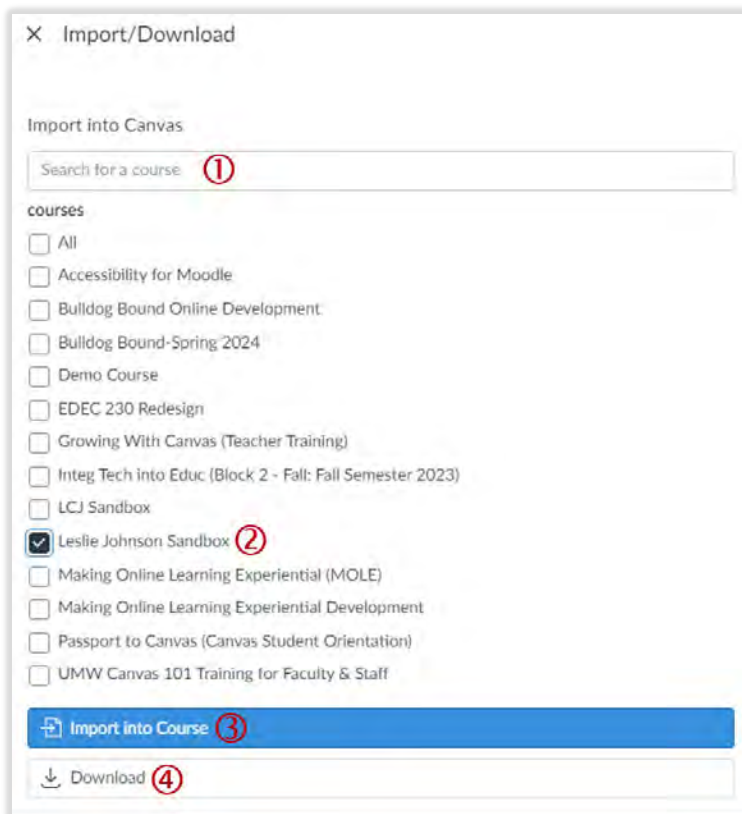 × Import/Download
Import into Canvas
Search for a course ①
courses
All
Accessibility for Moodle
Bulldog Bound Online Development
Bulldog Bound-Spring 2024
Demo Course
EDEC 230 Redesign
Growing With Canvas (Teacher Training)
Integ Tech into Educ (Block 2 - Fall: Fall Semester 2023)
LCJ Sandbox
Leslie Johnson Sandbox ②
Making Online Learning Experiential (MOLE)
Making Online Learning Experiential Development
Passport to Canvas (Canvas Student Orientation)
UMW Canvas 101 Training for Faculty & Staff
Import into Course ③
Download ④